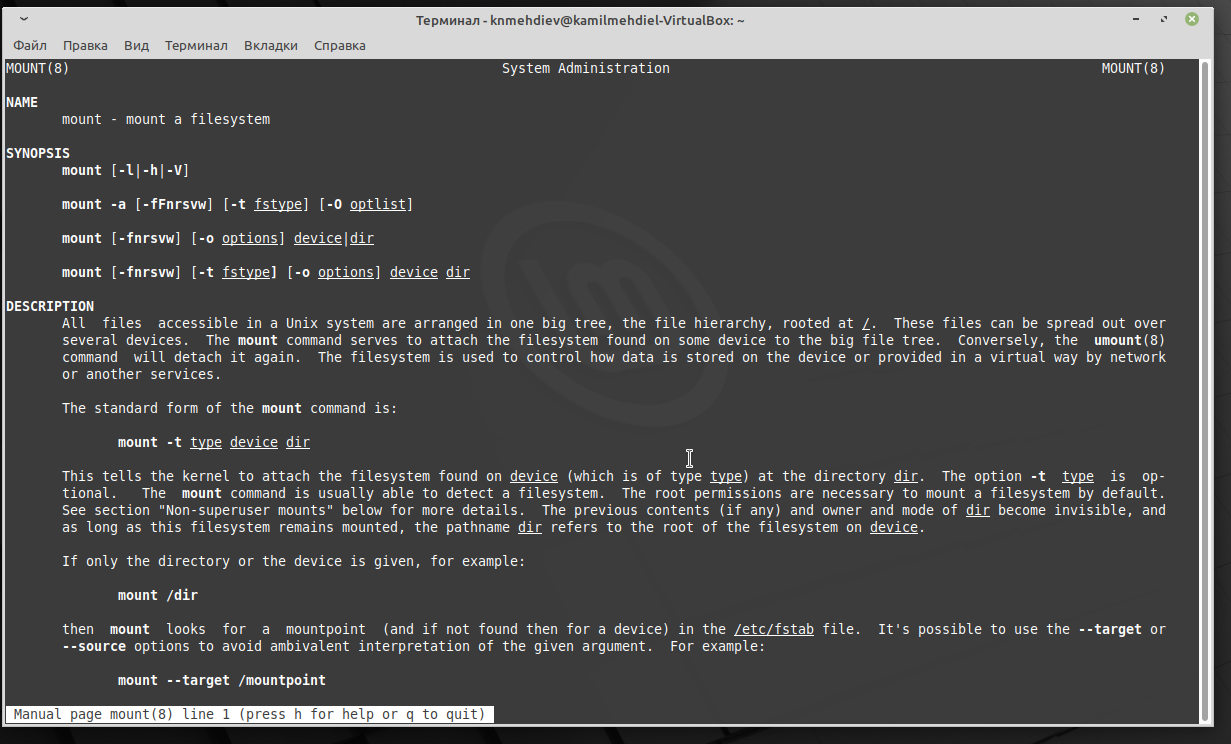 Терминал - knmehdiev@kamilmehdiel-VirtualBox: ~
Файл Правка Вид Терминал Вкладки Справка
MOUNT(8) System Administration MOUNT(8)
NAME
mount - mount a filesystem
SYNOPSIS
mount [-l|-h|-V]
mount -a [-fFnrsvw] [-t fstype] [-O optlist]
mount [-fnrsvw] [-o options] device|dir
mount [-fnrsvw] [-t fstype] [-o options] device dir
DESCRIPTION
All files accessible in a Unix system are arranged in one big tree, the file hierarchy, rooted at /. These files can be spread out over
several devices. The mount command serves to attach the filesystem found on some device to the big file tree. Conversely, the umount(8)
command will detach it again. The filesystem is used to control how data is stored on the device or provided in a virtual way by network
or another services.
The standard form of the mount command is:
mount -t type device dir
This tells the kernel to attach the filesystem found on device (which is of type type) at the directory dir. The option -t type is op-
tional. The mount command is usually able to detect a filesystem. The root permissions are necessary to mount a filesystem by default.
See section "Non-superuser mounts" below for more details. The previous contents (if any) and owner and mode of dir become invisible, and
as long as this filesystem remains mounted, the pathname dir refers to the root of the filesystem on device.
If only the directory or the device is given, for example:
mount /dir
then mount looks for a mountpoint (and if not found then for a device) in the /etc/fstab file. It's possible to use the --target or
--source options to avoid ambivalent interpretation of the given argument. For example:
mount --target /mountpoint
Manual page mount(8) line 1 (press h for help or q to quit)